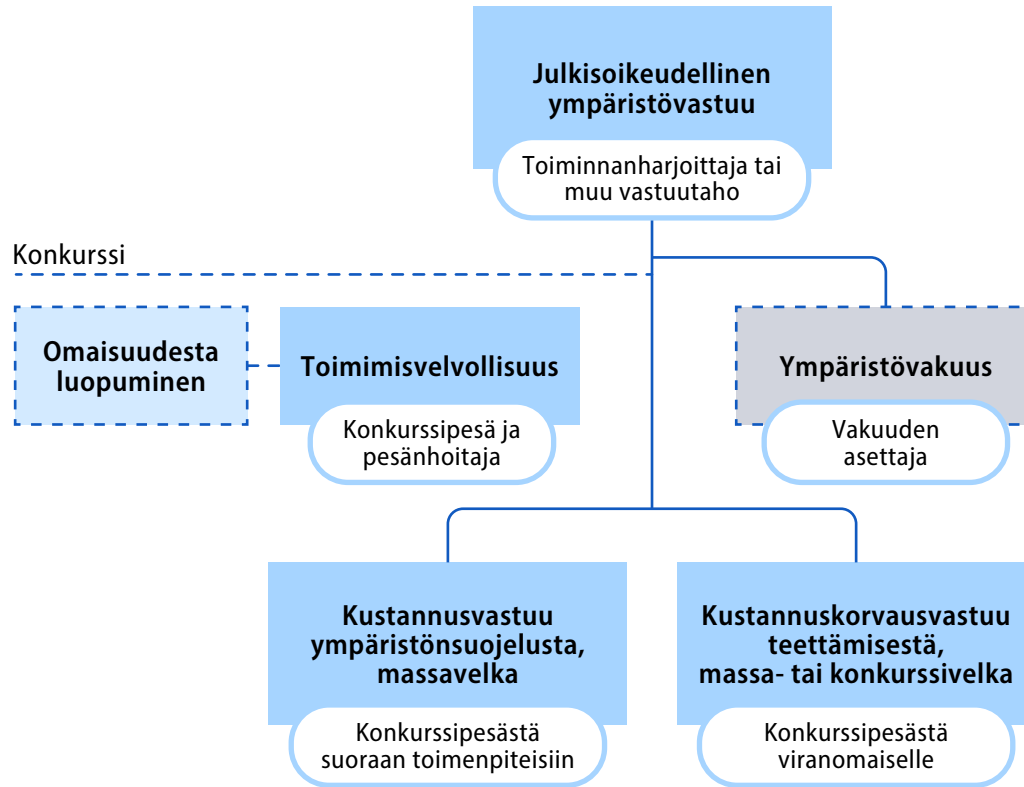 Julkisoikeudellinen
ympäristövastuu
Toiminnanharjoittaja tai
muu vastuutaho
Konkurssi
Omaisuudesta
luopuminen
Toimimisvelvollisuus
Konkurssipesä ja
pesänhoitaja
Ympäristövakuus
Vakuuden
asettaja
Kustannusvastuu
ympäristönsuojelusta,
massavelka
Konkurssipesästä
suoraan toimenpiteisiin
Kustannuskorvausvastuu
teettämisestä,
massa- tai konkurssivelka
Konkurssipesästä
viranomaiselle